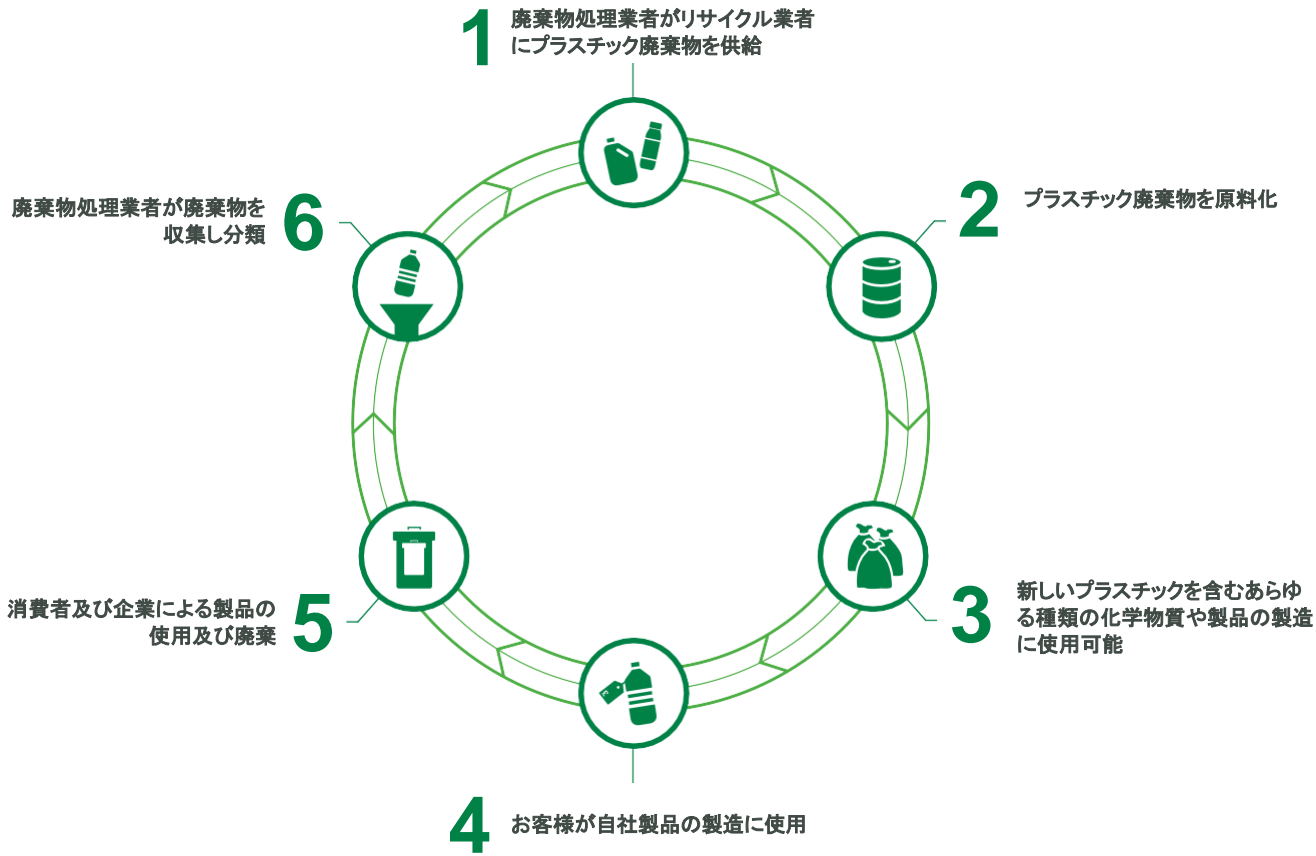 1
廃棄物処理業者がリサイクル業者
にプラスチック廃棄物を供給
2
プラスチック廃棄物を原料化
3
新しいプラスチックを含むあらゆ
る種類の化学物質や製品の製造
に使用可能
4
お客様が自社製品の製造に使用
5
消費者及び企業による製品の
使用及び廃棄
6
廃棄物処理業者が廃棄物を
収集し分類